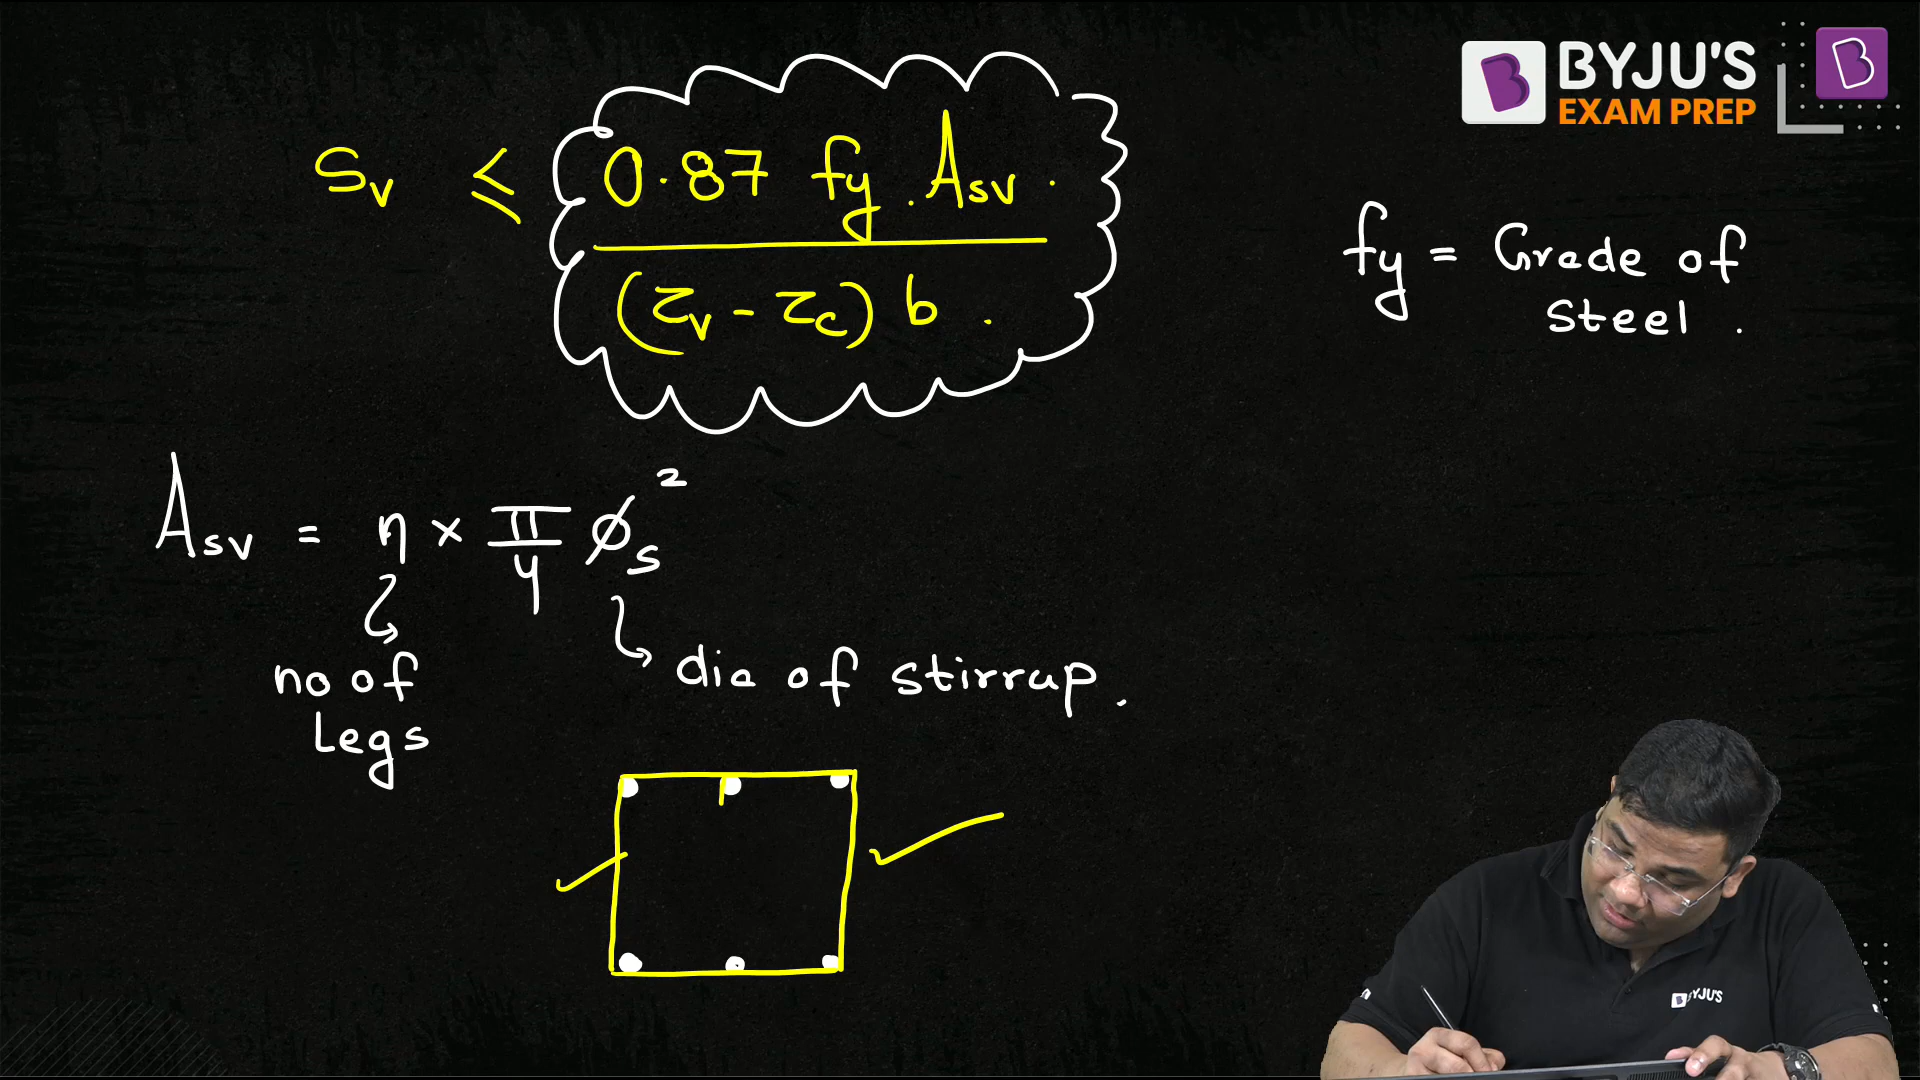 BYJU'S
EXAM PREP
Sv ≤ 0.87 fy . Asv .
(τv - τc) b .
fy = Grade of
Steel .
Asv = n × π/4 φs²
no of
Legs
dia of stirrup .
BYJU'S